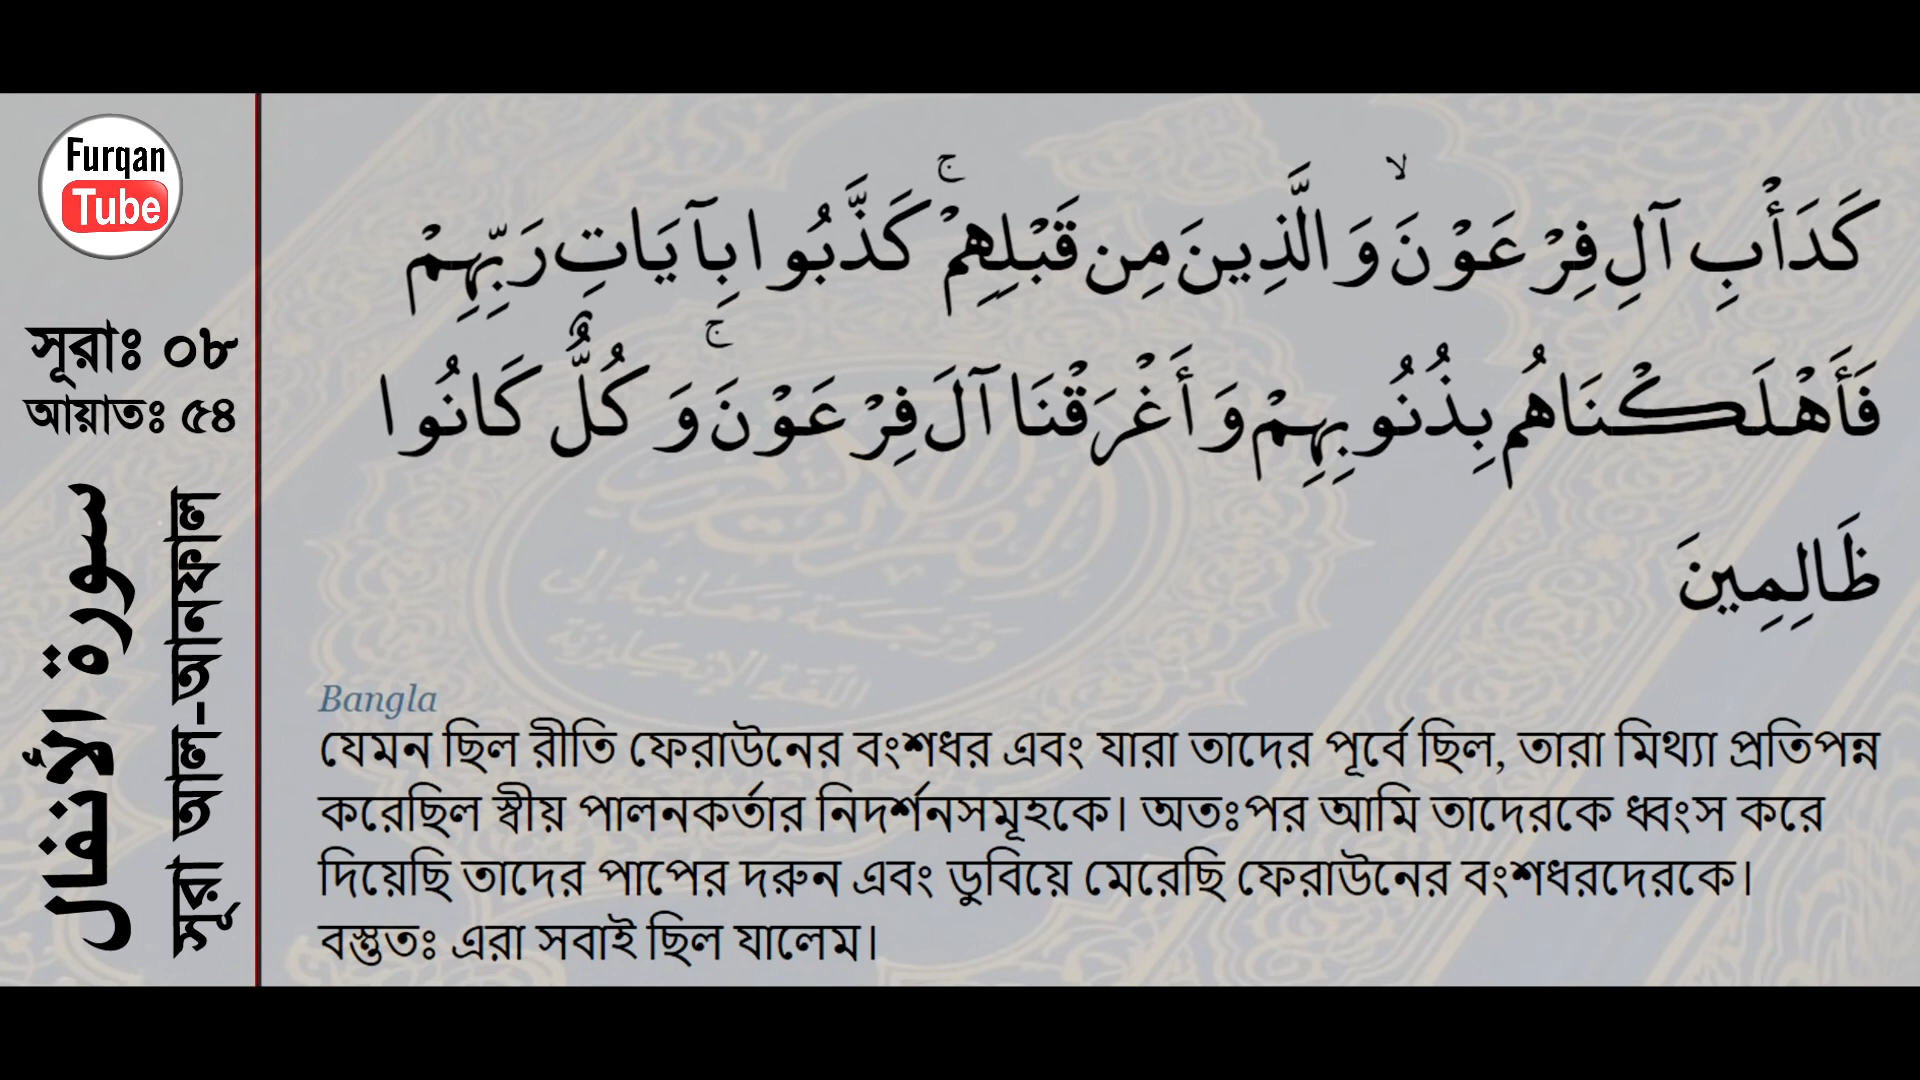 Furqan
Tube
সূরাঃ ০৮
আয়াতঃ ৫৪
سورة الأنفال
সূরা আল-আনফাল
كَدَأْبِ آلِ فِرْعَوْنَ ۙ وَالَّذِينَ مِن قَبْلِهِمْ ۚ كَذَّبُوا بِآيَاتِ رَبِّهِمْ
فَأَهْلَكْنَاهُم بِذُنُوبِهِمْ وَأَغْرَقْنَا آلَ فِرْعَوْنَ ۚ وَكُلٌّ كَانُوا
ظَالِمِينَ
Bangla
যেমন ছিল রীতি ফেরাউনের বংশধর এবং যারা তাদের পূর্বে ছিল, তারা মিথ্যা প্রতিপন্ন
করেছিল স্বীয় পালনকর্তার নিদর্শনসমূহকে। অতঃপর আমি তাদেরকে ধ্বংস করে
দিয়েছি তাদের পাপের দরুন এবং ডুবিয়ে মেরেছি ফেরাউনের বংশধরদেরকে।
বস্তুতঃ এরা সবাই ছিল যালেম।